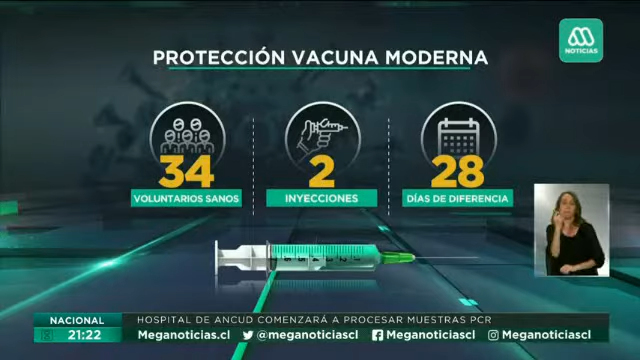 NOTICIAS
PROTECCIÓN VACUNA MODERNA
34
VOLUNTARIOS SANOS
2
INYECCIONES
28
DÍAS DE DIFERENCIA
NACIONAL
HOSPITAL DE ANCUD COMENZARÁ A PROCESAR MUESTRAS PCR
21:22
Meganoticias.cl
@meganoticiascl
Meganoticiascl
Meganoticiascl